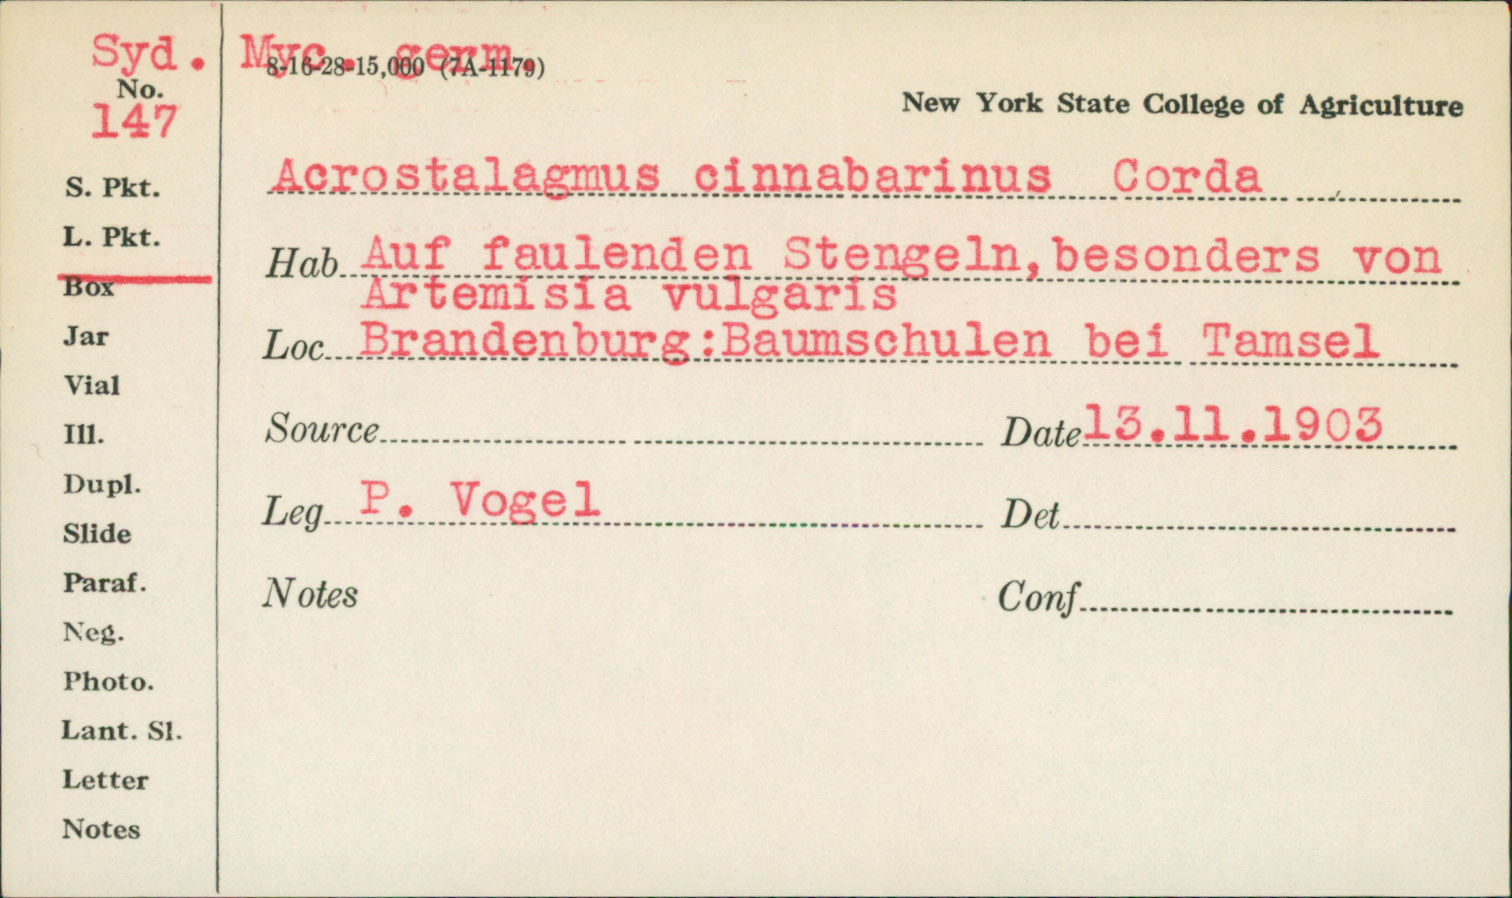 Syd. Myc. germ.
8-16-28-15,000 (7A-1179)
No.
147
New York State College of Agriculture
S. Pkt.
L. Pkt.
Box
Jar
Vial
Ill.
Dupl.
Slide
Paraf.
Neg.
Photo.
Lant. Sl.
Letter
Notes
Acrostalagmus cinnabarinus Corda
Hab Auf faulenden Stengeln, besonders von
Artemisia vulgaris
Loc Brandenburg:Baumschulen bei Tamsel
Source Date 13.11.1903
Leg P. Vogel Det
Notes Conf